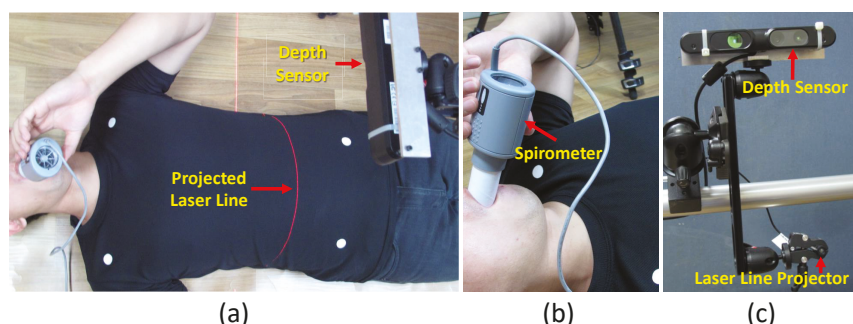 Depth
Sensor
Projected
Laser Line
Spirometer
Depth Sensor
Laser Line Projector
(a)
(b)
(c)